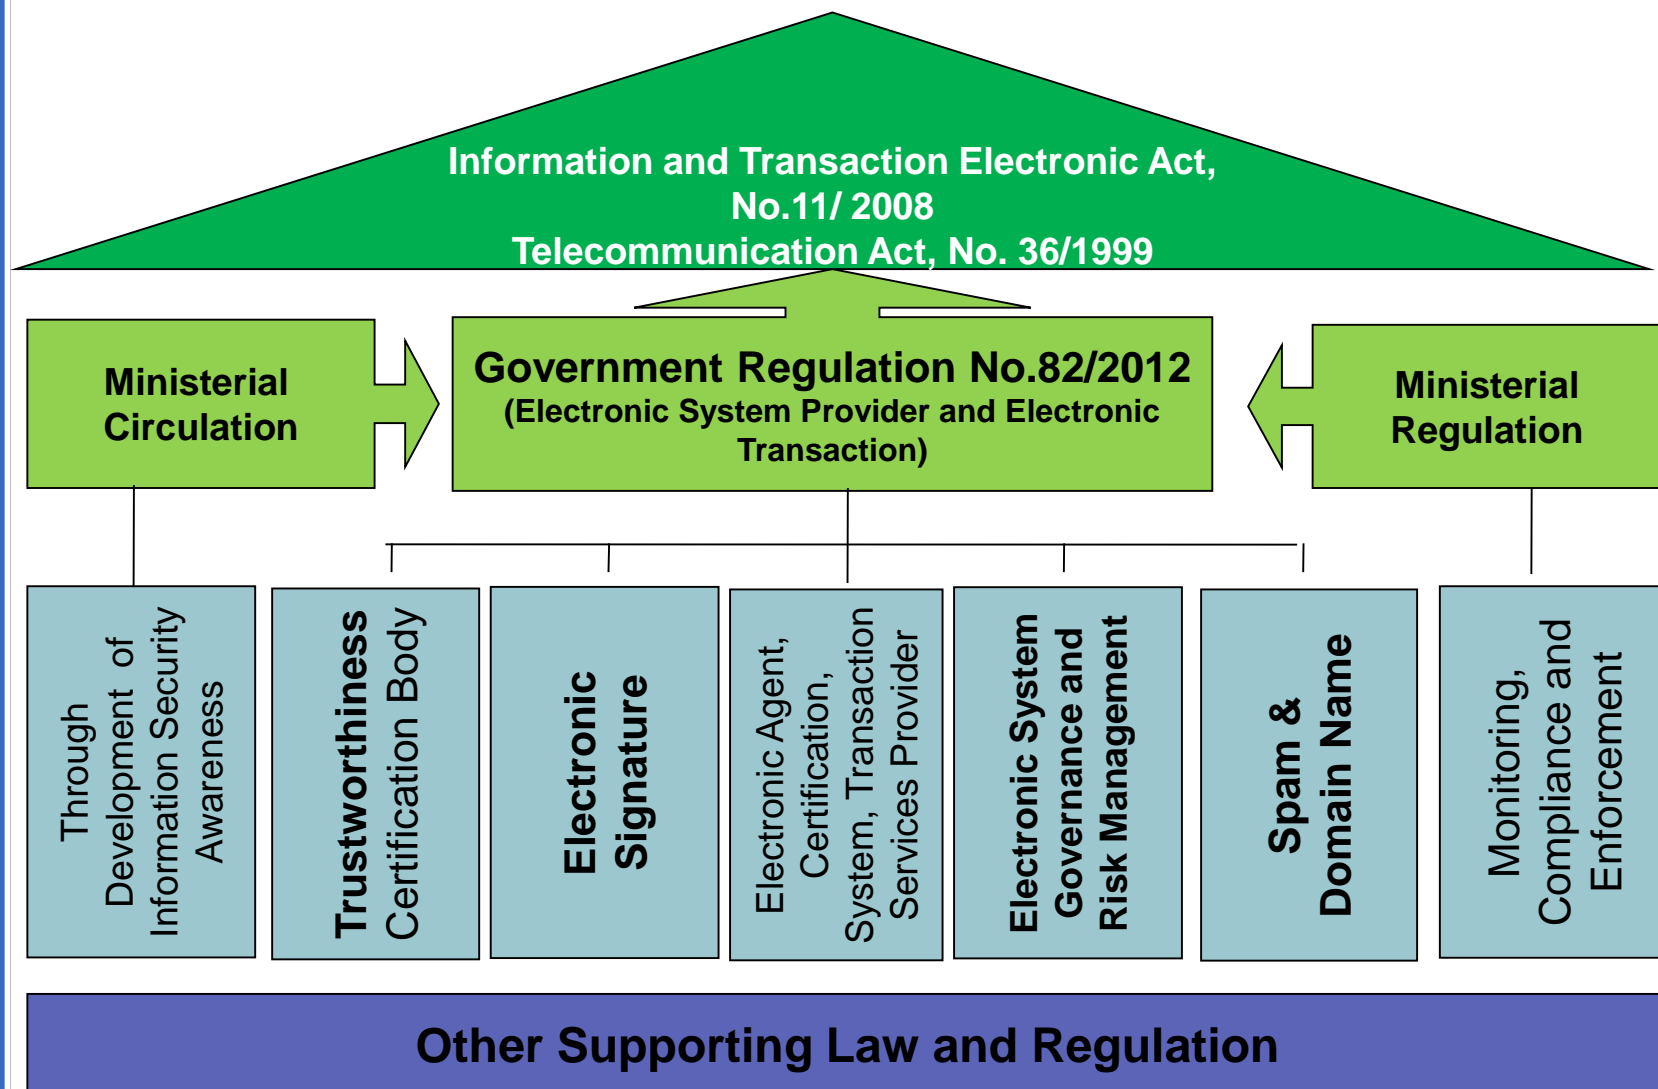 Information and Transaction Electronic Act,
No.11/ 2008
Telecommunication Act, No. 36/1999
Ministerial
Circulation
Government Regulation No.82/2012
(Electronic System Provider and Electronic
Transaction)
Ministerial
Regulation
Through
Development of
Information Security
Awareness
Trustworthiness
Certification Body
Electronic
Signature
Electronic Agent,
Certification,
System, Transaction
Services Provider
Electronic System
Governance and
Risk Management
Spam &
Domain Name
Monitoring,
Compliance and
Enforcement
Other Supporting Law and Regulation